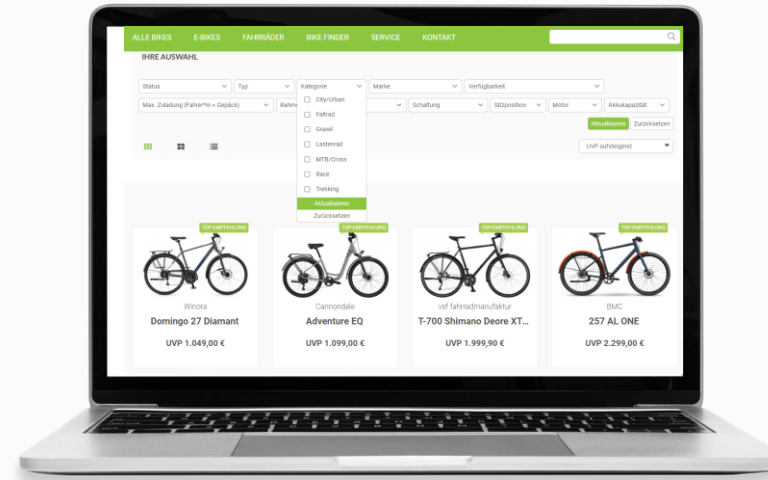 ALLE BIKES E-BIKES FAHRRÄDER BIKE FINDER SERVICE KONTAKT
IHRE AUSWAHL
Status Typ Kategorie Marke Verfügbarkeit
Max. Zuladung (Fahrer*in + Gepäck) Schaltung Sitzposition Motor Akkukapazität
City/Urban
Faltrad
Gravel
Lastenrad
MTB/Cross
Race
Trekking
Aktualisieren
Zurücksetzen
Aktualisieren Zurücksetzen
UVP aufsteigend
TOP-EMPFEHLUNG TOP-EMPFEHLUNG TOP-EMPFEHLUNG TOP-EMPFEHLUNG
Winora Cannondale vsf fahrradmanufaktur BMC
Domingo 27 Diamant Adventure EQ T-700 Shimano Deore XT... 257 AL ONE
UVP 1.049,00 € UVP 1.099,00 € UVP 1.999,90 € UVP 2.299,00 €